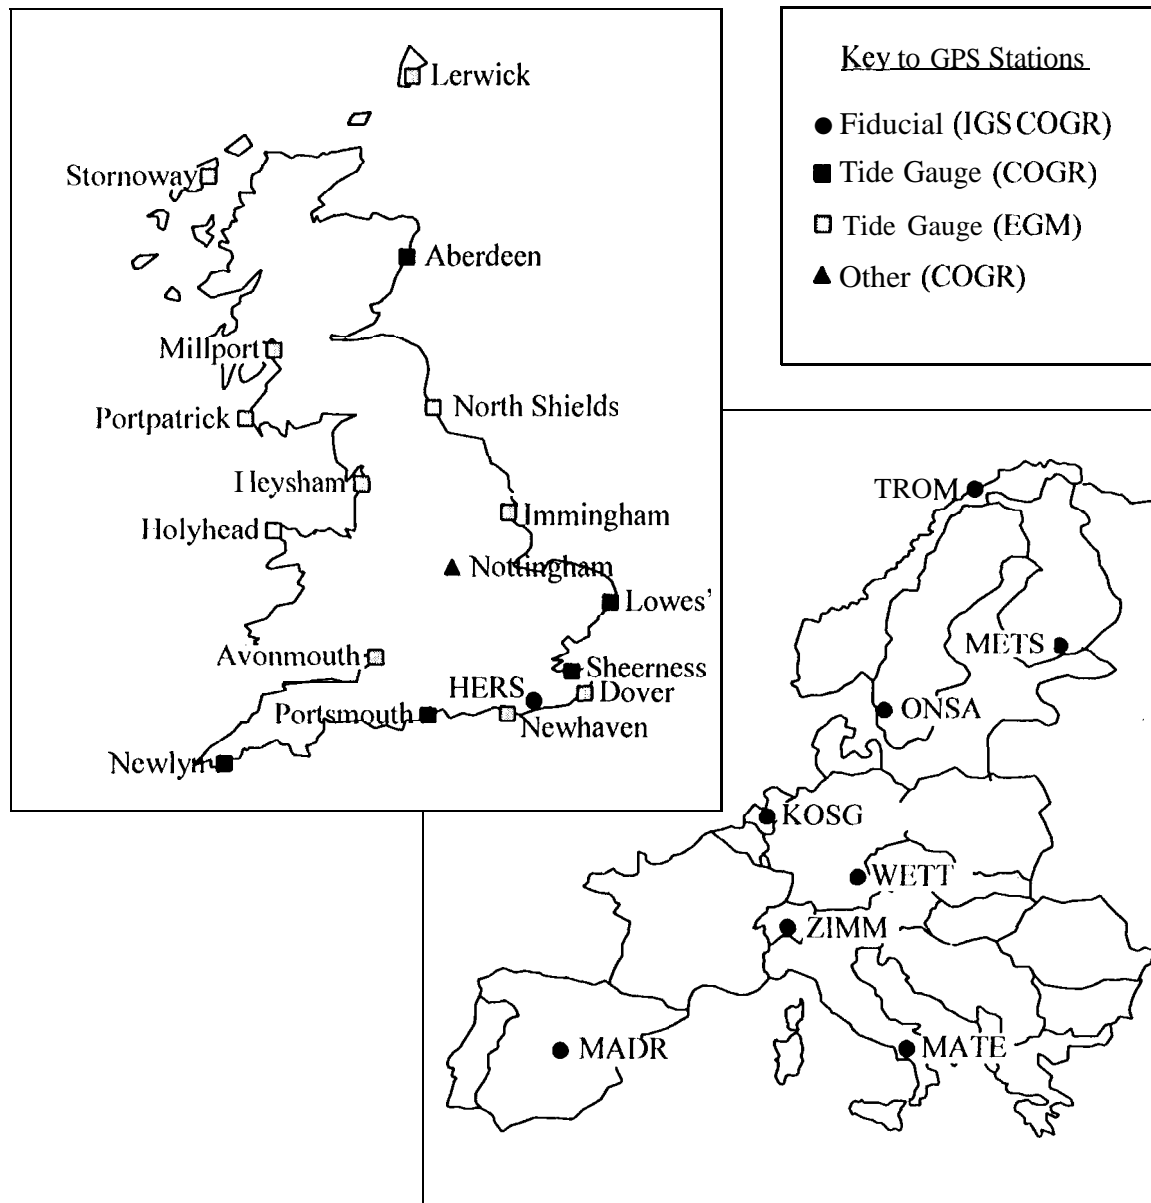 Lerwick
Stornoway
Aberdeen
Millport
Portpatrick
North Shields
Heysham
Holyhead
Immingham
Nottingham
Lowes'
Avonmouth
Sheerness
HERS
Dover
Portsmouth
Newhaven
Newlyn
Key to GPS Stations
Fiducial (IGS COGR)
Tide Gauge (COGR)
Tide Gauge (EGM)
Other (COGR)
TROM
METS
ONSA
KOSG
WETT
ZIMM
MADR
MATE